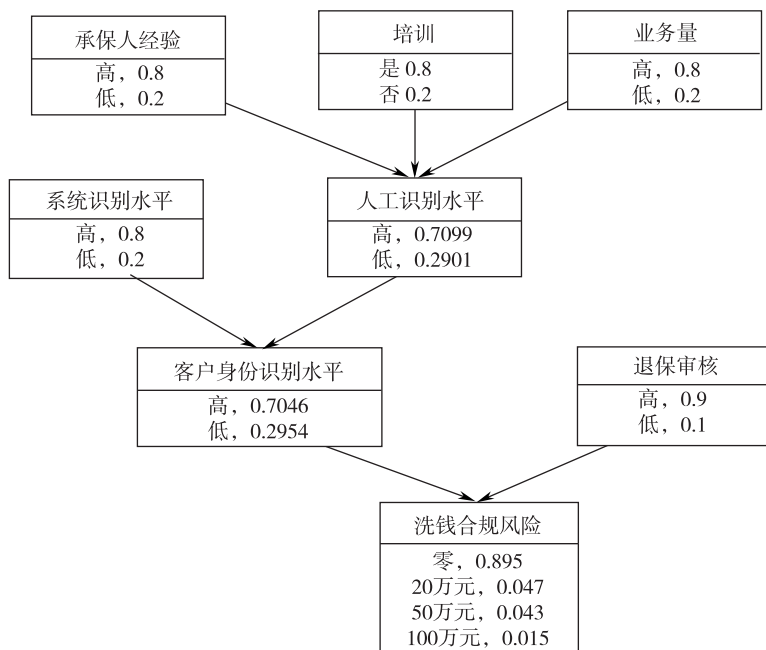 承保人经验
高，0.8
低，0.2
培训
是 0.8
否 0.2
业务量
高，0.8
低，0.2
系统识别水平
高，0.8
低，0.2
人工识别水平
高，0.7099
低，0.2901
客户身份识别水平
高，0.7046
低，0.2954
退保审核
高，0.9
低，0.1
洗钱合规风险
零，0.895
20万元，0.047
50万元，0.043
100万元，0.015